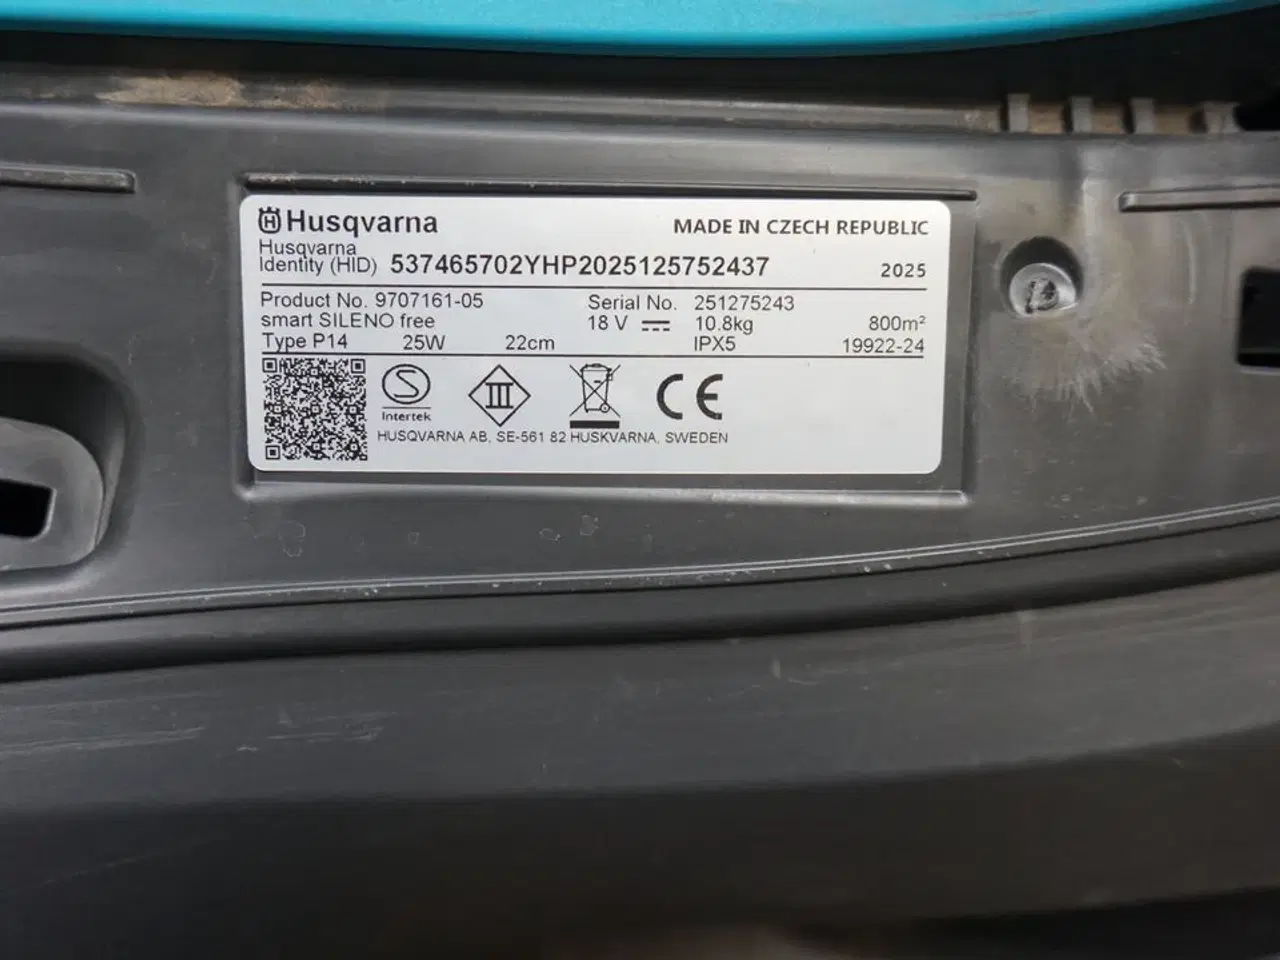 Husqvarna MADE IN CZECH REPUBLIC
Husqvarna
Identity (HID) 537465702YHP2025125752437 2025
Product No. 9707161-05 Serial No. 251275243
smart SILENO free 18 V 10.8kg 800m²
Type P14 25W 22cm IPX5 19922-24
S
Intertek
III
CE
HUSQVARNA AB, SE-561 82 HUSKVARNA, SWEDEN